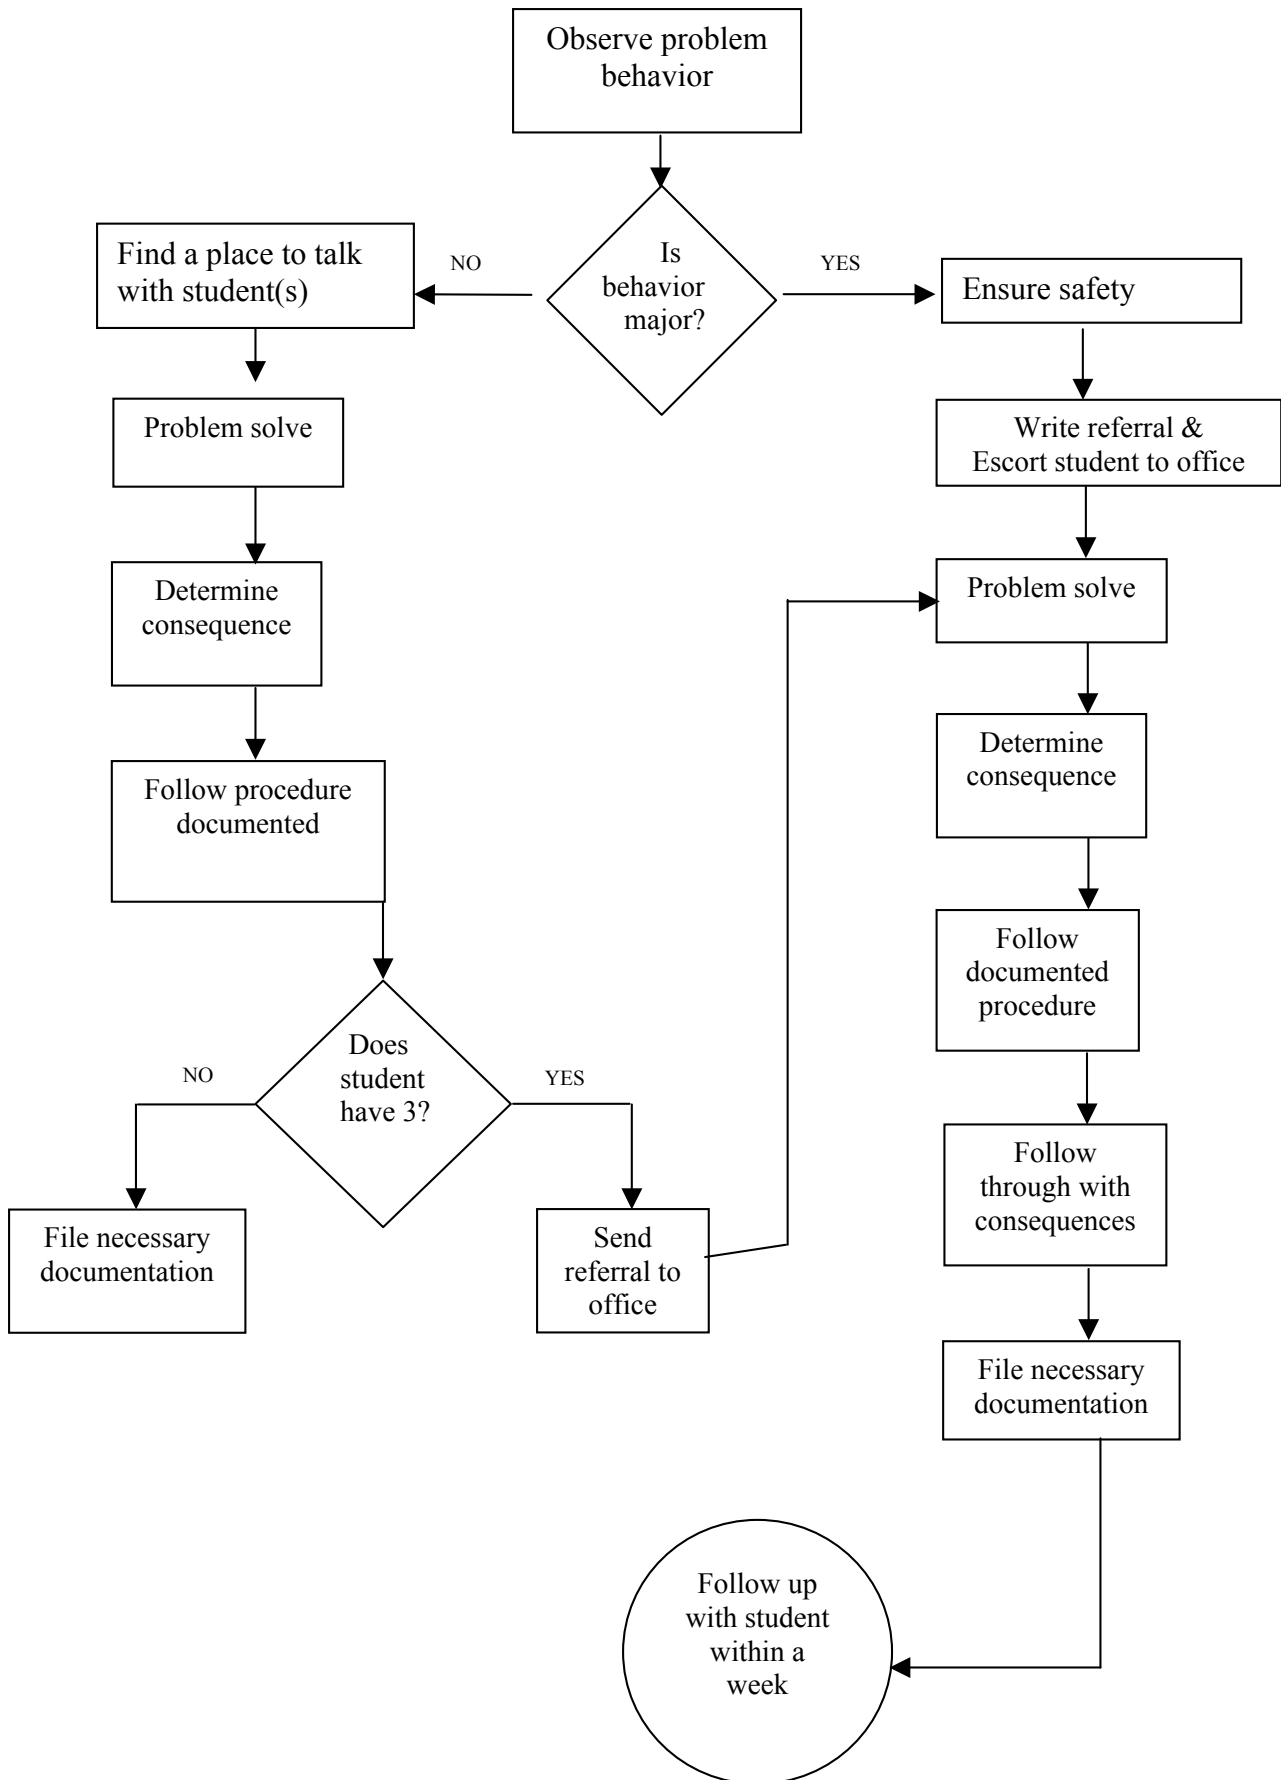 Observe problem
behavior
Is
behavior
major?
NO
YES
Find a place to talk
with student(s)
Ensure safety
Problem solve
Write referral &
Escort student to office
Determine
consequence
Problem solve
Follow procedure
documented
Determine
consequence
Does
student
have 3?
NO
YES
Follow
documented
procedure
File necessary
documentation
Send
referral to
office
Follow
through with
consequences
File necessary
documentation
Follow up
with student
within a
week